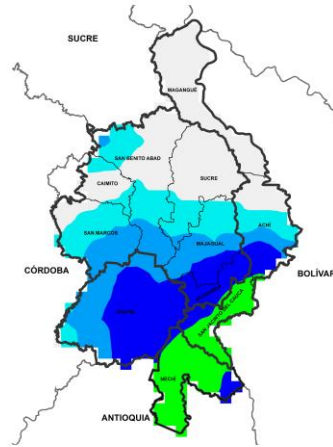 SUCRE
MAGANGUÉ
SAN BENITO ABAD
CAIMITO
SUCRE
SAN MARCOS
ACHÍ
MAJAGUAL
CÓRDOBA
BOLÍVAR
SAN JACINTO DEL CAUCA
NECHÍ
ANTIOQUIA